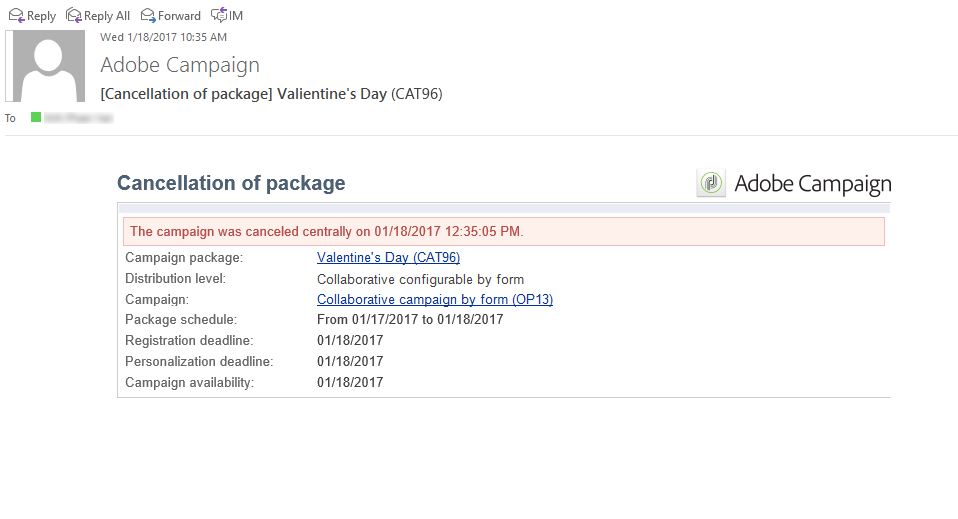 Reply Reply All Forward IM
Wed 1/18/2017 10:35 AM
Adobe Campaign
[Cancellation of package] Valientine's Day (CAT96)
To
Cancellation of package
Adobe Campaign
The campaign was canceled centrally on 01/18/2017 12:35:05 PM.
Campaign package: Valentine's Day (CAT96)
Distribution level: Collaborative configurable by form
Campaign: Collaborative campaign by form (OP13)
Package schedule: From 01/17/2017 to 01/18/2017
Registration deadline: 01/18/2017
Personalization deadline: 01/18/2017
Campaign availability: 01/18/2017